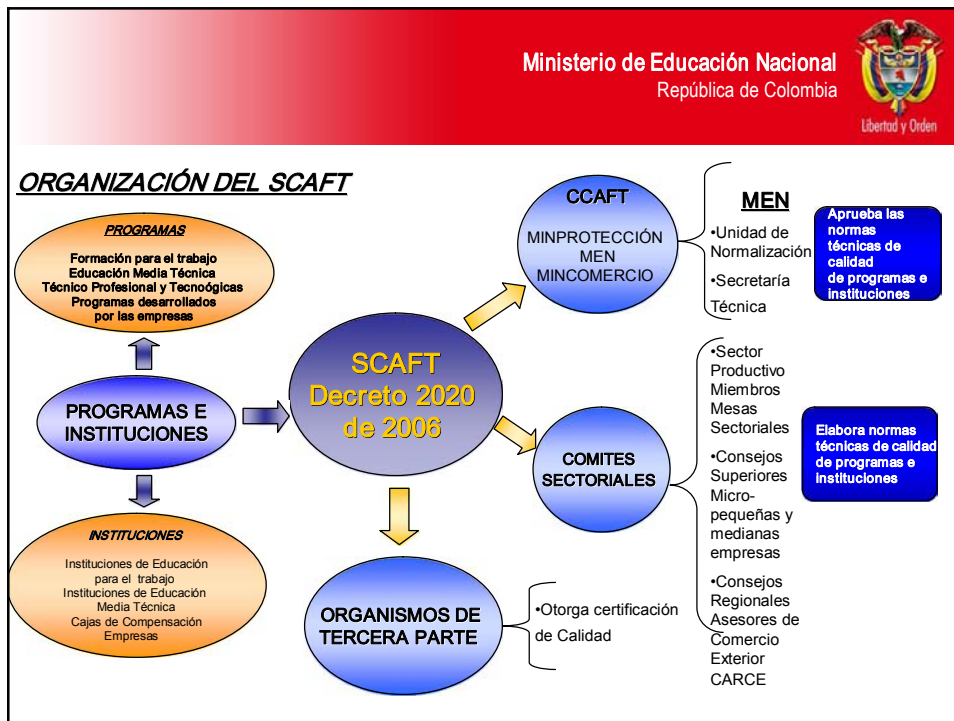 Ministerio de Educación Nacional
República de Colombia
Libertad y Orden
ORGANIZACIÓN DEL SCAFT
PROGRAMAS
Formación para el trabajo
Educación Media Técnica
Técnico Profesional y Tecnoógicas
Programas desarrollados
por las empresas
PROGRAMAS E
INSTITUCIONES
INSTITUCIONES
Instituciones de Educación
para el trabajo
Instituciones de Educación
Media Técnica
Cajas de Compensación
Empresas
SCAFT
Decreto 2020
de 2006
CCAFT
MINPROTECCIÓN
MEN
MINCOMERCIO
MEN
•Unidad de
Normalización
•Secretaría
Técnica
Aprueba las
normas
técnicas de
calidad
de programas e
instituciones
COMITES
SECTORIALES
•Sector
Productivo
Miembros
Mesas
Sectoriales
•Consejos
Superiores
Micro-
pequeñas y
medianas
empresas
•Consejos
Regionales
Asesores de
Comercio
Exterior
CARCE
Elabora normas
técnicas de calidad
de programas e
instituciones
ORGANISMOS DE
TERCERA PARTE
•Otorga certificación
de Calidad